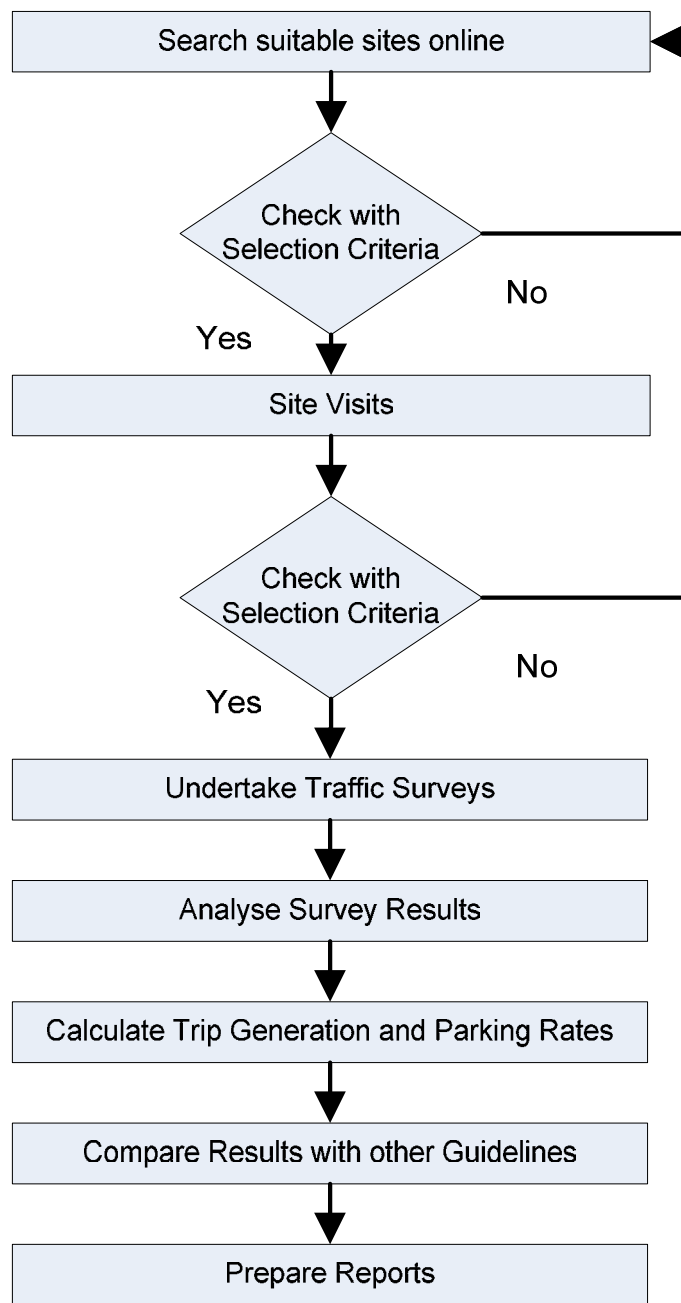 Search suitable sites online
Check with
Selection Criteria
No
Yes
Site Visits
Check with
Selection Criteria
No
Yes
Undertake Traffic Surveys
Analyse Survey Results
Calculate Trip Generation and Parking Rates
Compare Results with other Guidelines
Prepare Reports